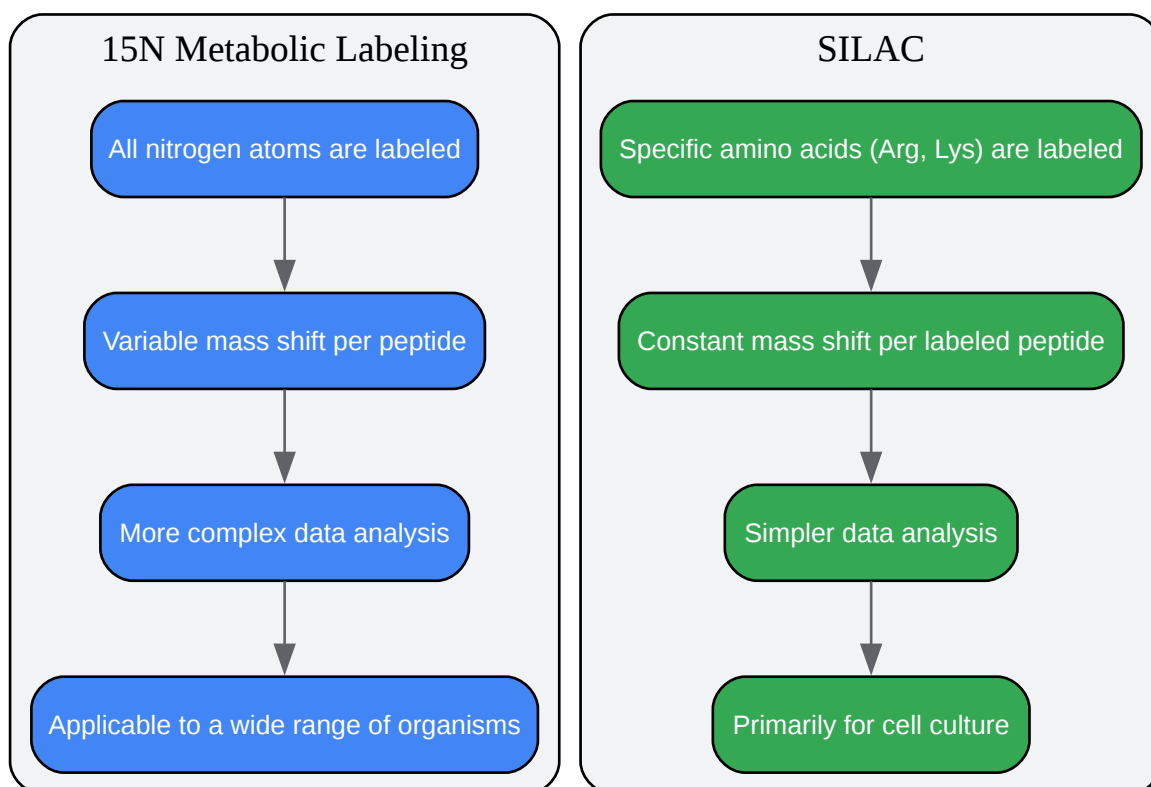 15N Metabolic Labeling
All nitrogen atoms are labeled
Variable mass shift per peptide
More complex data analysis
Applicable to a wide range of organisms
SILAC
Specific amino acids (Arg, Lys) are labeled
Constant mass shift per labeled peptide
Simpler data analysis
Primarily for cell culture